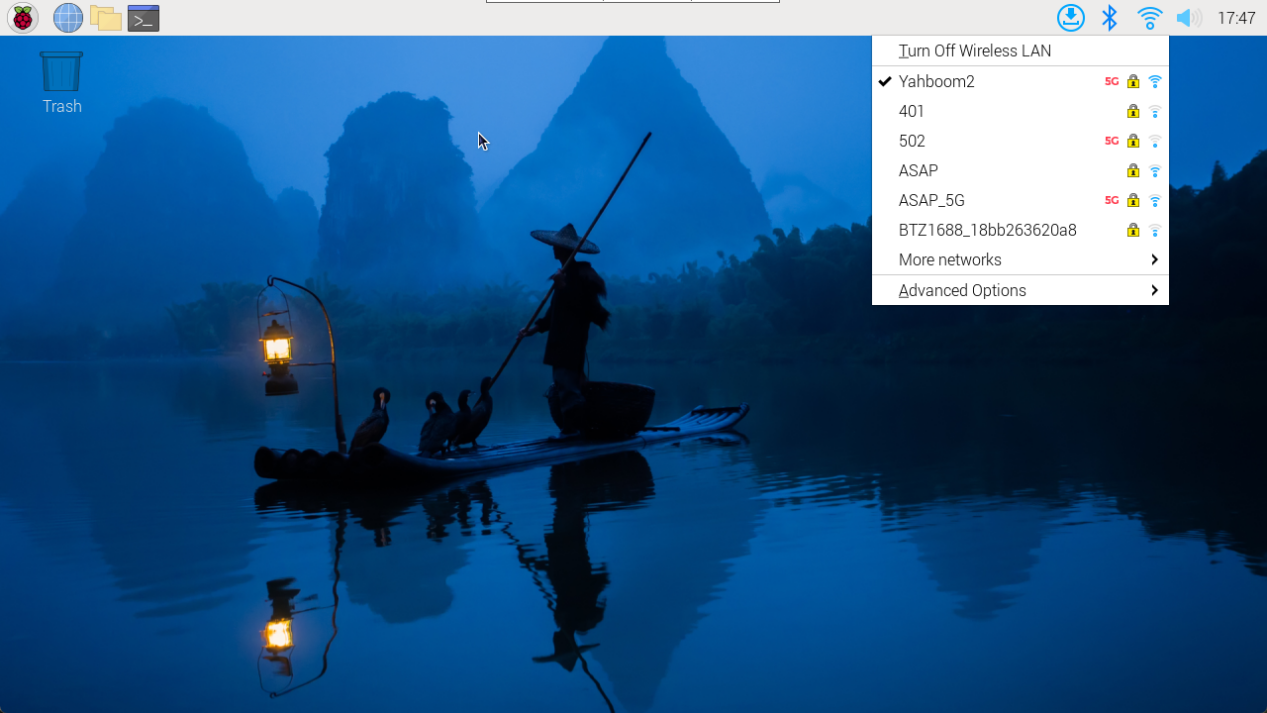 17:47
Trash
Turn Off Wireless LAN
Yahboom2 5G
401
502 5G
ASAP
ASAP_5G 5G
BTZ1688_18bb263620a8
More networks
Advanced Options